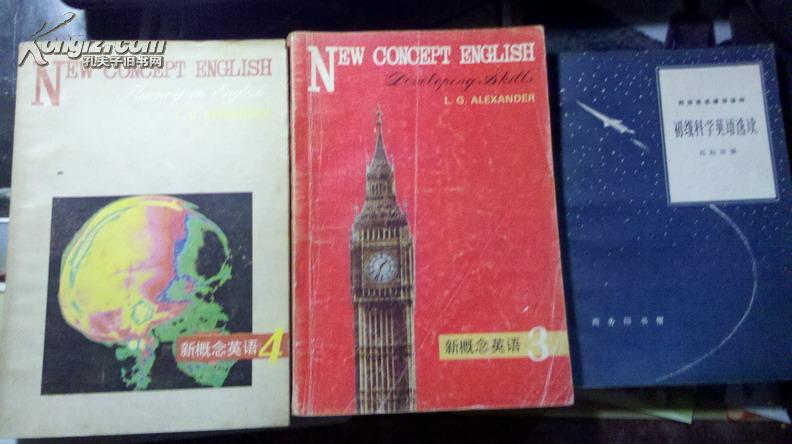 Kongfz.com
孔夫子旧书网
NEW CONCEPT ENGLISH
Fluency in English
L. G. ALEXANDER
新概念英语 4
NEW CONCEPT ENGLISH
Developing Skills
L. G. ALEXANDER
新概念英语 3
初级科学英语选读
商务印书馆